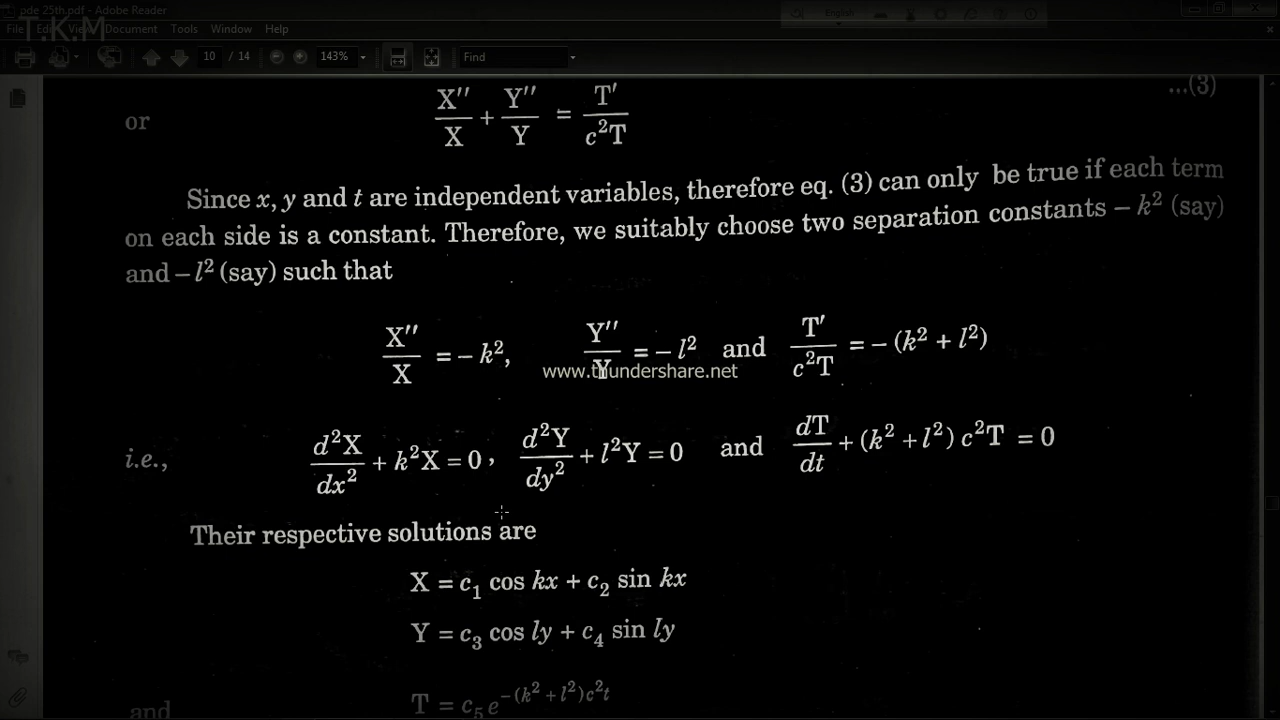 pde 25th.pdf - Adobe Reader
English
T.K.M
File Edit View Document Tools Window Help
10 / 14 143% Find
or X″/X + Y″/Y = T′/c²T ...(3)
Since x, y and t are independent variables, therefore eq. (3) can only be true if each term
on each side is a constant. Therefore, we suitably choose two separation constants – k² (say)
and – l² (say) such that
X″/X = – k², Y″/Y = – l² and T′/c²T = – (k² + l²)
www.thundershare.net
i.e., d²X/dx² + k²X = 0, d²Y/dy² + l²Y = 0 and dT/dt + (k² + l²) c²T = 0
Their respective solutions are
X = c₁ cos kx + c₂ sin kx
Y = c₃ cos ly + c₄ sin ly
and T = c₅ e^–(k² + l²)c²t